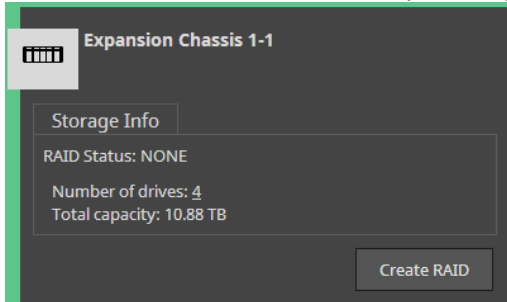 Expansion Chassis 1-1
Storage Info
RAID Status: NONE
Number of drives: 4
Total capacity: 10.88 TB
Create RAID